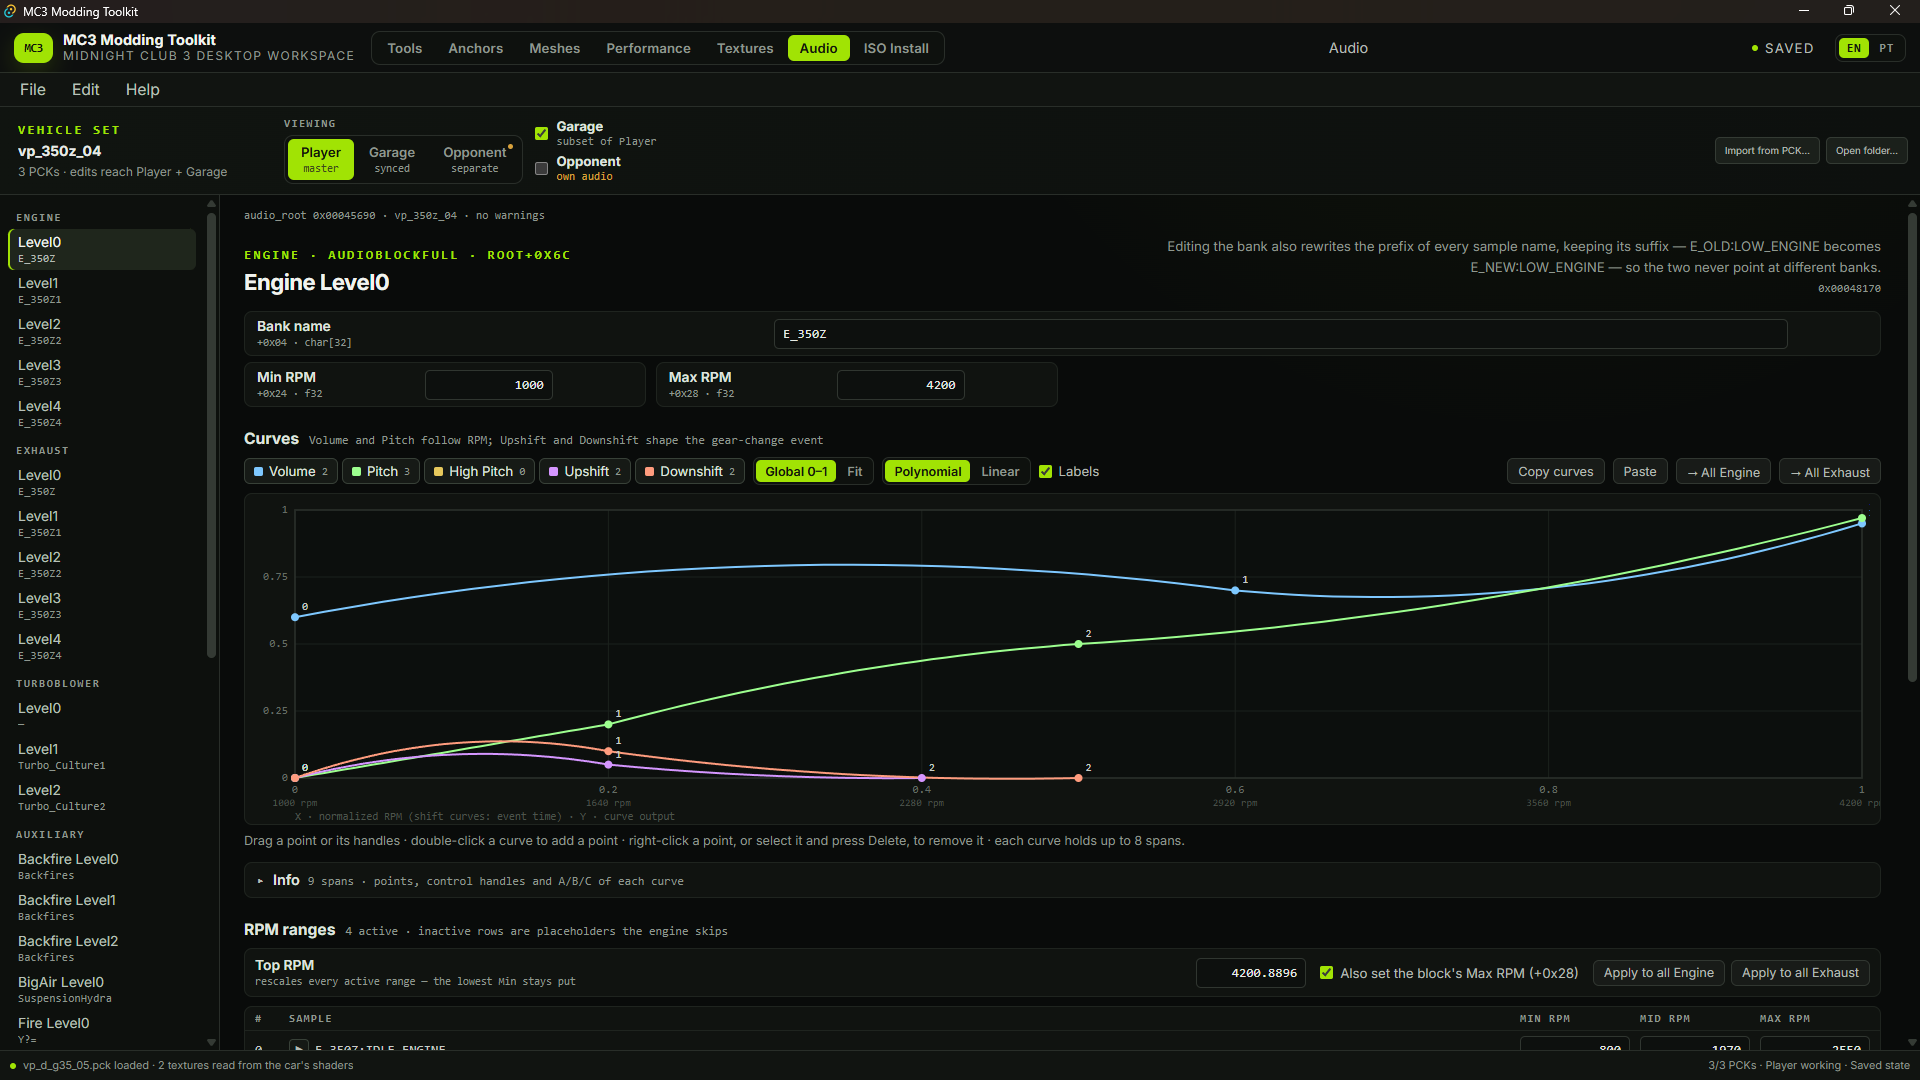 MC3 Modding Toolkit
MC3
MC3 Modding Toolkit
MIDNIGHT CLUB 3 DESKTOP WORKSPACE
Tools Anchors Meshes Performance Textures Audio ISO Install
Audio
SAVED
EN PT
File Edit Help
VEHICLE SET
vp_350z_04
3 PCKs · edits reach Player + Garage
VIEWING
Player
master
Garage
synced
Opponent
separate
Garage
subset of Player
Opponent
own audio
Import from PCK...
Open folder...
ENGINE
Level0
E_350Z
Level1
E_350Z1
Level2
E_350Z2
Level3
E_350Z3
Level4
E_350Z4
EXHAUST
Level0
E_350Z
Level1
E_350Z1
Level2
E_350Z2
Level3
E_350Z3
Level4
E_350Z4
TURBOBLOWER
Level0
—
Level1
Turbo_Culture1
Level2
Turbo_Culture2
AUXILIARY
Backfire Level0
Backfires
Backfire Level1
Backfires
Backfire Level2
Backfires
BigAir Level0
SuspensionHydra
Fire Level0
Y?=
audio_root 0x00045690 · vp_350z_04 · no warnings
ENGINE · AUDIOBLOCKFULL · ROOT+0X6C
Engine Level0
Editing the bank also rewrites the prefix of every sample name, keeping its suffix — E_OLD:LOW_ENGINE becomes
E_NEW:LOW_ENGINE — so the two never point at different banks.
0x00048170
Bank name
+0x04 · char[32]
E_350Z
Min RPM
+0x24 · f32
1000
Max RPM
+0x28 · f32
4200
Curves Volume and Pitch follow RPM; Upshift and Downshift shape the gear-change event
Volume 2 Pitch 3 High Pitch 0 Upshift 2 Downshift 2 Global 0–1 Fit Polynomial Linear Labels
Copy curves Paste → All Engine → All Exhaust
1
0.75
0.5
0.25
0
0
1
1
2
1
1
0
2
2
0 0.2 0.4 0.6 0.8 1
1000 rpm 1640 rpm 2280 rpm 2920 rpm 3560 rpm 4200 rpm
X · normalized RPM (shift curves: event time) · Y · curve output
Drag a point or its handles · double-click a curve to add a point · right-click a point, or select it and press Delete, to remove it · each curve holds up to 8 spans.
Info 9 spans · points, control handles and A/B/C of each curve
RPM ranges 4 active · inactive rows are placeholders the engine skips
Top RPM
rescales every active range — the lowest Min stays put
4200.8896
Also set the block's Max RPM (+0x28)
Apply to all Engine
Apply to all Exhaust
# SAMPLE MIN RPM MID RPM MAX RPM
0 E_350Z:IDLE_ENGINE 800 1970 2550
vp_d_g35_05.pck loaded · 2 textures read from the car's shaders
3/3 PCKs · Player working · Saved state